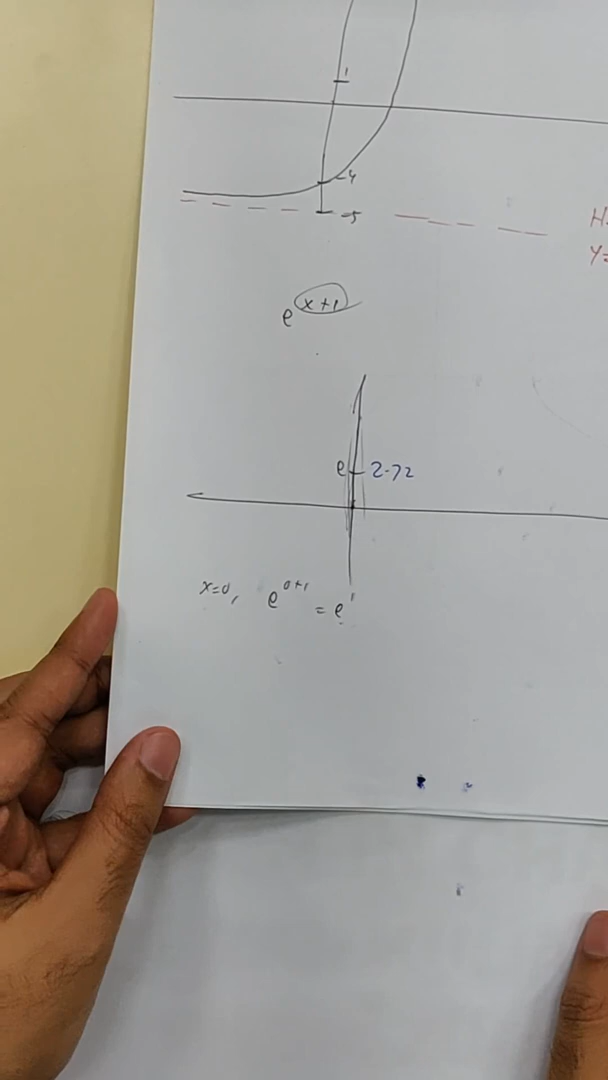 1
-4
-5
H.
y=
e^{x+1}
e 2.72
x=0, e^{0+1} = e^1